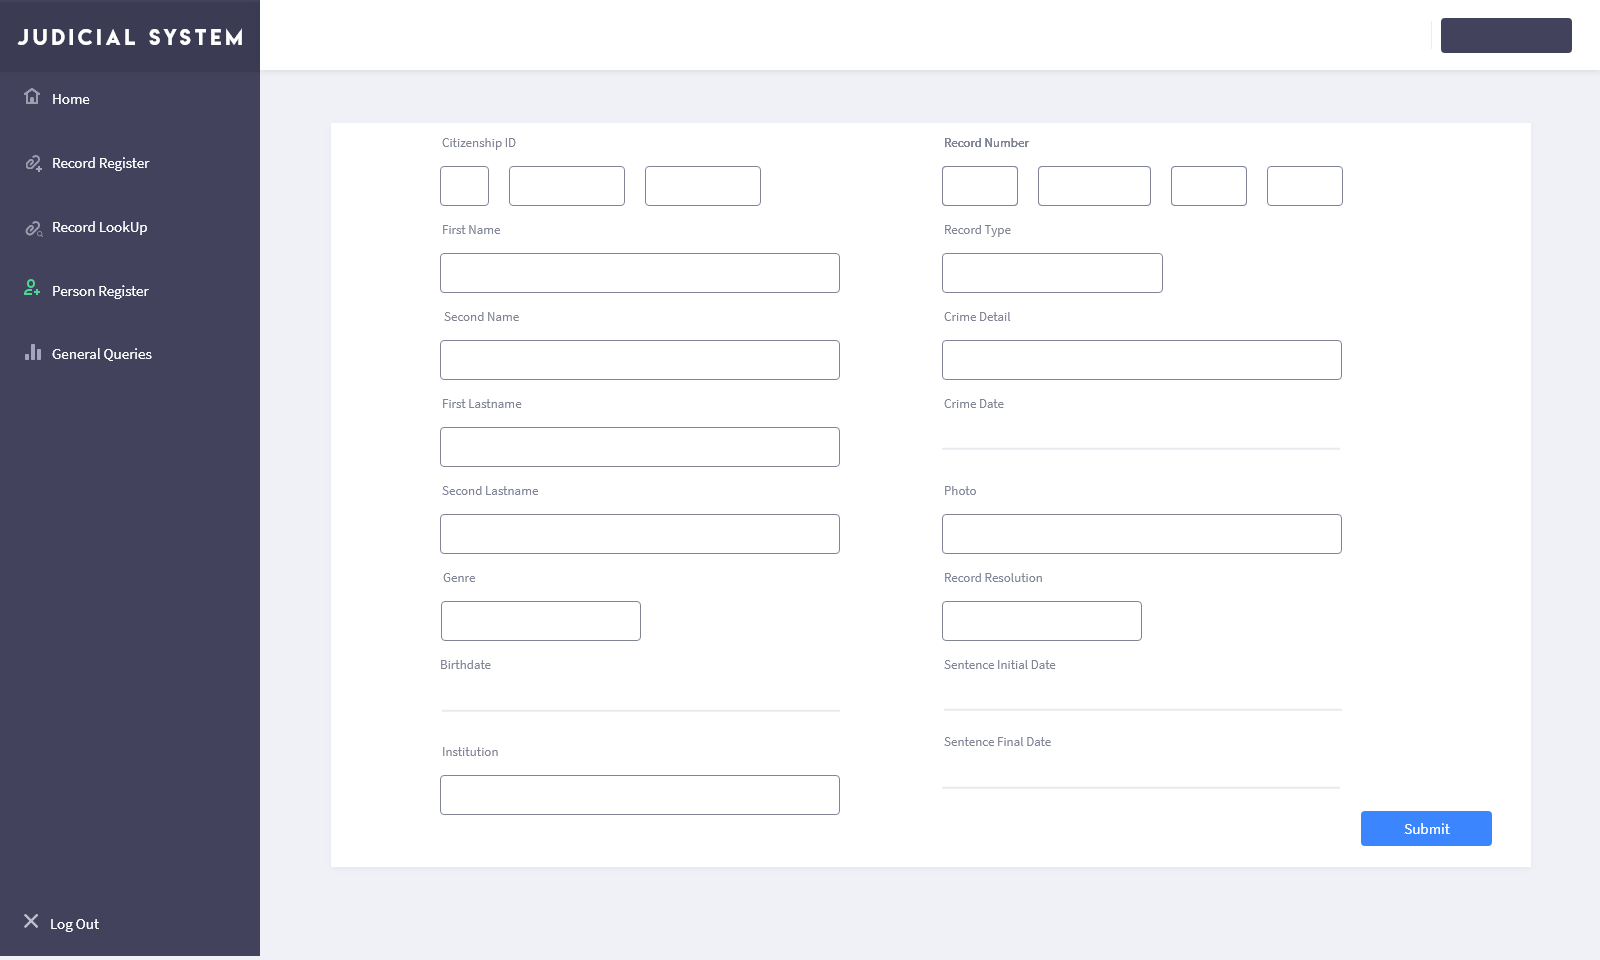 JUDICIAL SYSTEM
Home
Record Register
Record LookUp
Person Register
General Queries
Log Out
Citizenship ID
First Name
Second Name
First Lastname
Second Lastname
Genre
Birthdate
Institution
Record Number
Record Type
Crime Detail
Crime Date
Photo
Record Resolution
Sentence Initial Date
Sentence Final Date
Submit